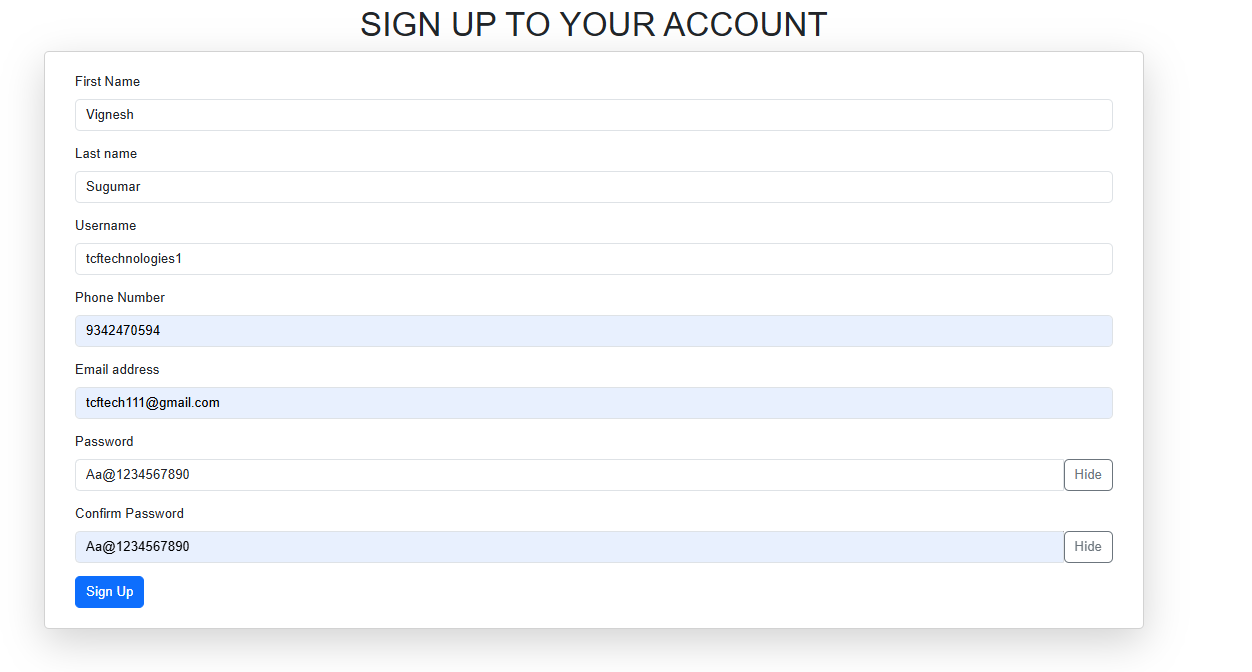 SIGN UP TO YOUR ACCOUNT
First Name
Vignesh
Last name
Sugumar
Username
tcftechnologies1
Phone Number
9342470594
Email address
tcftech111@gmail.com
Password
Aa@1234567890 Hide
Confirm Password
Aa@1234567890 Hide
Sign Up